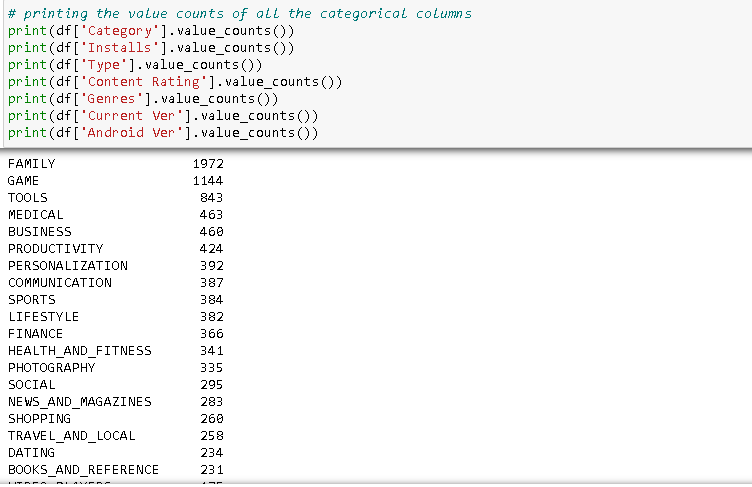 # printing the value counts of all the categorical columns
print(df['Category'].value_counts())
print(df['Installs'].value_counts())
print(df['Type'].value_counts())
print(df['Content Rating'].value_counts())
print(df['Genres'].value_counts())
print(df['Current Ver'].value_counts())
print(df['Android Ver'].value_counts())
FAMILY 1972
GAME 1144
TOOLS 843
MEDICAL 463
BUSINESS 460
PRODUCTIVITY 424
PERSONALIZATION 392
COMMUNICATION 387
SPORTS 384
LIFESTYLE 382
FINANCE 366
HEALTH_AND_FITNESS 341
PHOTOGRAPHY 335
SOCIAL 295
NEWS_AND_MAGAZINES 283
SHOPPING 260
TRAVEL_AND_LOCAL 258
DATING 234
BOOKS_AND_REFERENCE 231